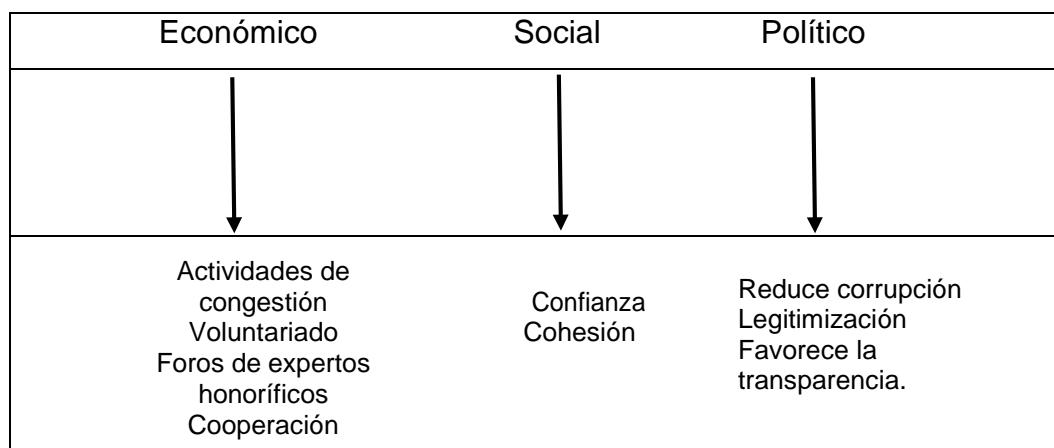 Económico Social Político
Actividades de
congestión
Voluntariado
Foros de expertos
honoríficos
Cooperación
Confianza
Cohesión
Reduce corrupción
Legitimización
Favorece la
transparencia.